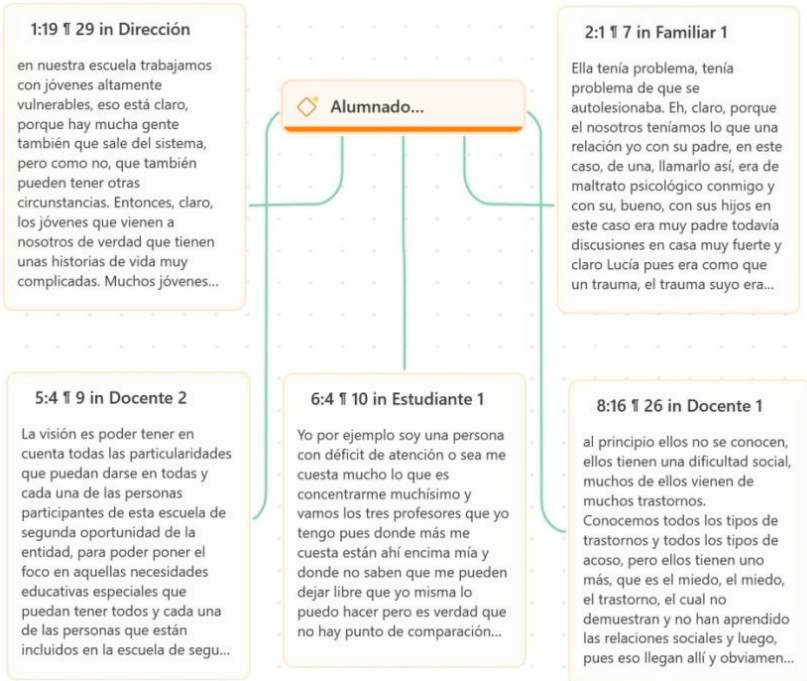 1:19 ¶ 29 in Dirección
en nuestra escuela trabajamos
con jóvenes altamente
vulnerables, eso está claro,
porque hay mucha gente
también que sale del sistema,
pero como no, que también
pueden tener otras
circunstancias. Entonces, claro,
los jóvenes que vienen a
nosotros de verdad que tienen
unas historias de vida muy
complicadas. Muchos jóvenes...
Alumnado...
2:1 ¶ 7 in Familiar 1
Ella tenía problema, tenía
problema de que se
autolesionaba. Eh, claro, porque
el nosotros teníamos lo que una
relación yo con su padre, en este
caso, de una, llamarlo así, era de
maltrato psicológico conmigo y
con su, bueno, con sus hijos en
este caso era muy padre todavía
discusiones en casa muy fuerte y
claro Lucía pues era como que
un trauma, el trauma suyo era...
5:4 ¶ 9 in Docente 2
La visión es poder tener en
cuenta todas las particularidades
que puedan darse en todas y
cada una de las personas
participantes de esta escuela de
segunda oportunidad de la
entidad, para poder poner el
foco en aquellas necesidades
educativas especiales que
puedan tener todos y cada una
de las personas que están
incluidos en la escuela de segu...
6:4 ¶ 10 in Estudiante 1
Yo por ejemplo soy una persona
con déficit de atención o sea me
cuesta mucho lo que es
concentrarme muchísimo y
vamos los tres profesores que yo
tengo pues donde más me
cuesta están ahí encima mía y
donde no saben que me pueden
dejar libre que yo misma lo
puedo hacer pero es verdad que
no hay punto de comparación...
8:16 ¶ 26 in Docente 1
al principio ellos no se conocen,
ellos tienen una dificultad social,
muchos de ellos vienen de
muchos trastornos.
Conocemos todos los tipos de
trastornos y todos los tipos de
acoso, pero ellos tienen uno
más, que es el miedo, el miedo,
el trastorno, el cual no
demuestran y no han aprendido
las relaciones sociales y luego,
pues eso llegan allí y obviamen...